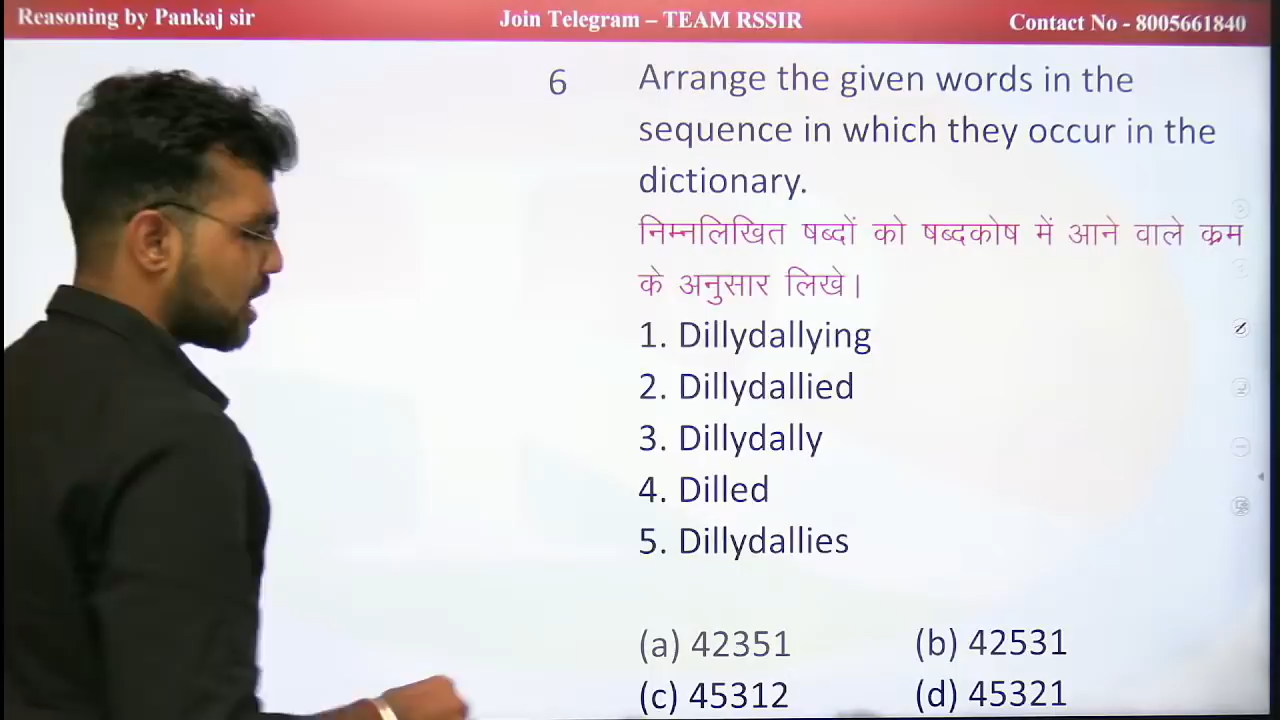 Reasoning by Pankaj sir
Join Telegram – TEAM RSSIR
Contact No - 8005661840
6
Arrange the given words in the
sequence in which they occur in the
dictionary.
निम्नलिखित षब्दों को षब्दकोष में आने वाले क्रम
के अनुसार लिखे।
1. Dillydallying
2. Dillydallied
3. Dillydally
4. Dilled
5. Dillydallies
(a) 42351
(b) 42531
(c) 45312
(d) 45321